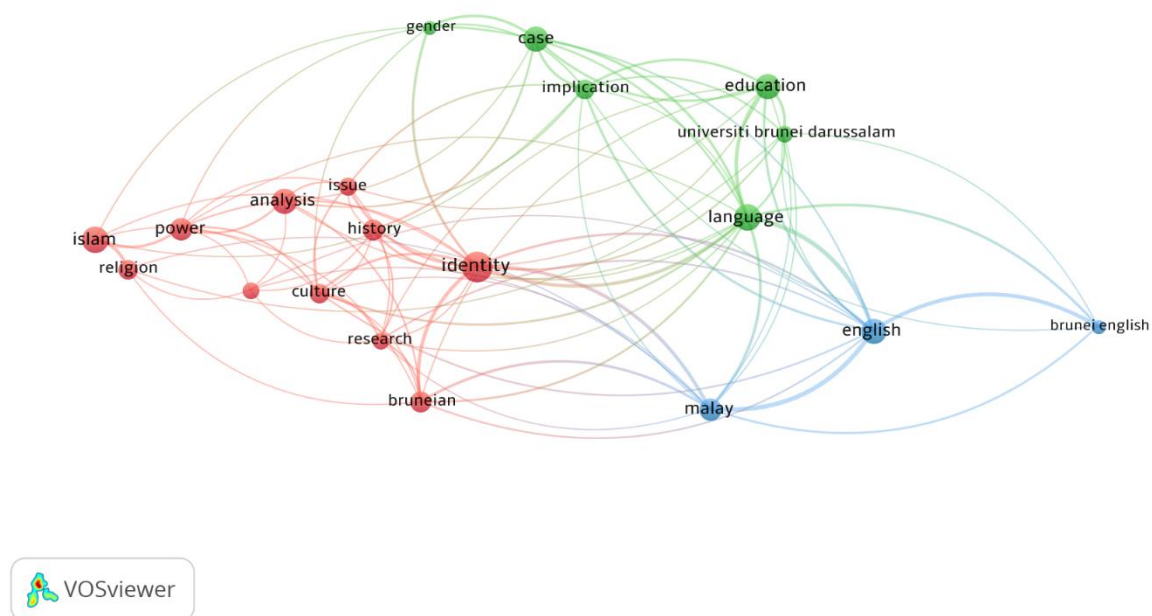 gender
case
implication
education
universiti brunei darussalam
issue
analysis
language
power
history
islam
religion
identity
culture
research
english
brunei english
bruneian
malay
VOSviewer